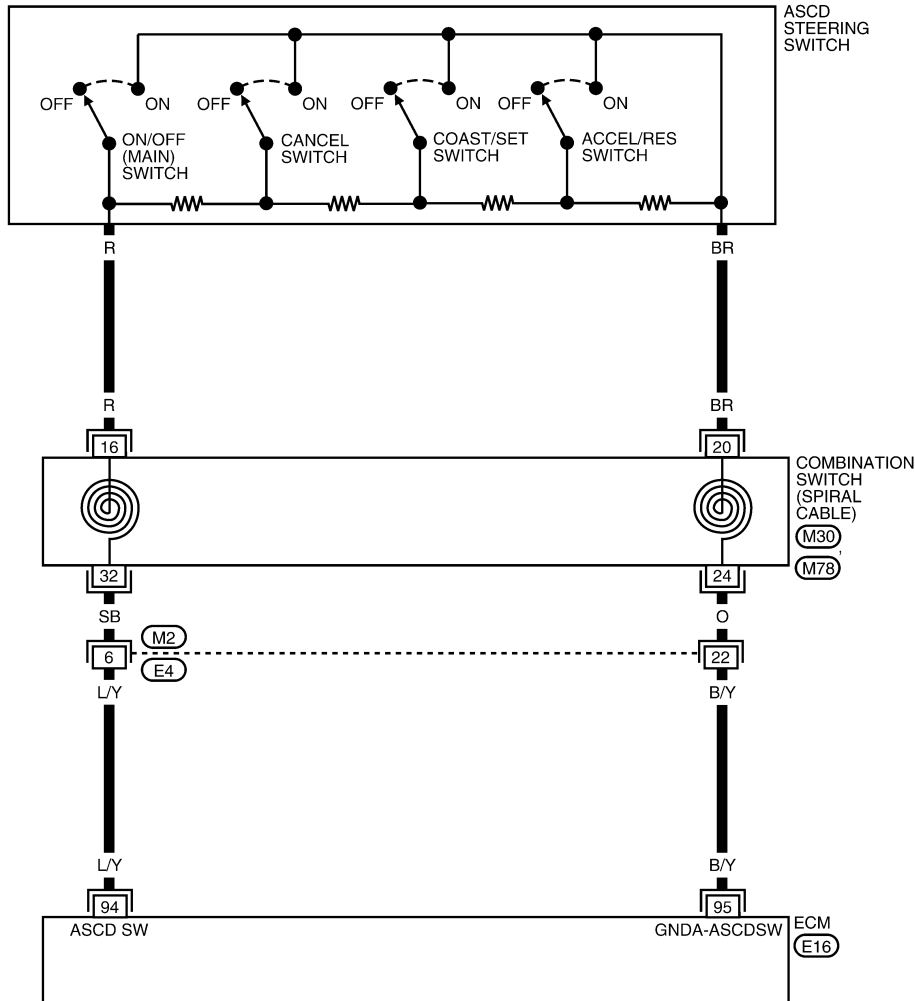 ASCD
STEERING
SWITCH
OFF
ON
OFF
ON
OFF
ON
OFF
ON
ON/OFF
(MAIN)
SWITCH
CANCEL
SWITCH
COAST/SET
SWITCH
ACCEL/RES
SWITCH
R
BR
R
BR
16
20
COMBINATION
SWITCH
(SPIRAL
CABLE)
M30
,
M78
32
24
SB
O
M2
6
22
E4
L/Y
B/Y
L/Y
B/Y
94
95
ASCD SW
GNDA-ASCDSW
ECM
E16